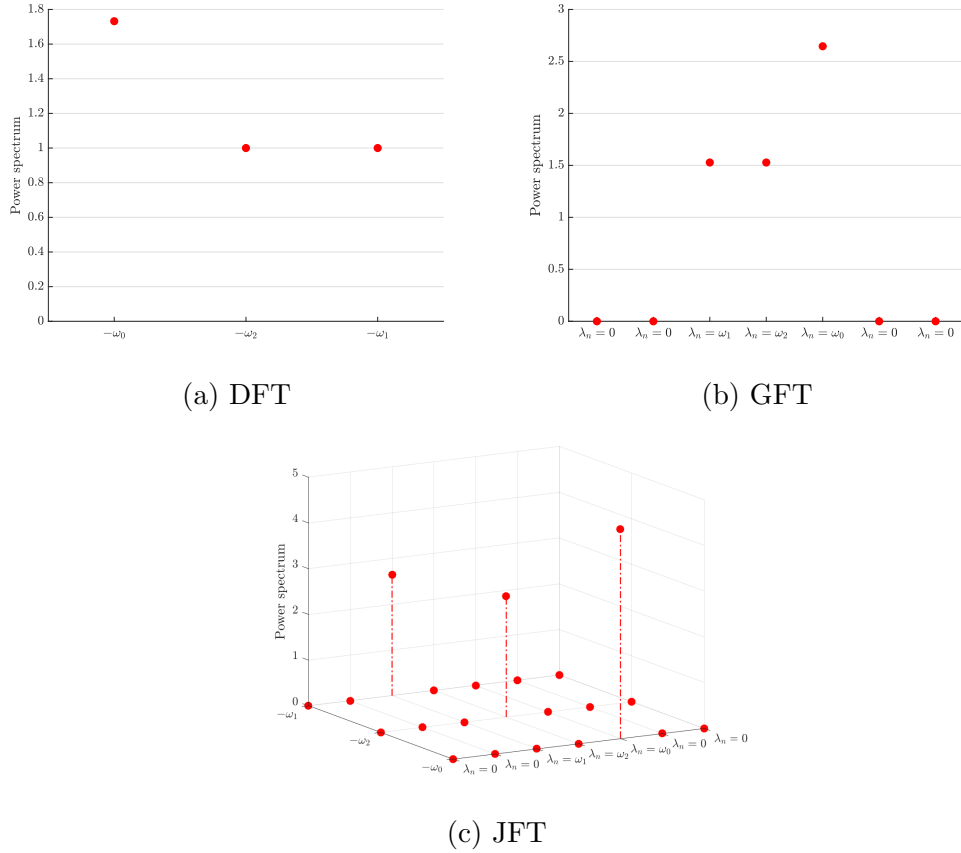 1.8
1.6
1.4
1.2
1
0.8
0.6
0.4
0.2
0
Power spectrum
−ω₀ −ω₂ −ω₁
(a) DFT
3
2.5
2
1.5
1
0.5
0
Power spectrum
λₙ = 0 λₙ = 0 λₙ = ω₁ λₙ = ω₂ λₙ = ω₀ λₙ = 0 λₙ = 0
(b) GFT
5
4
3
2
1
0
Power spectrum
−ω₁
−ω₂
−ω₀
λₙ = 0 λₙ = 0 λₙ = ω₁ λₙ = ω₂ λₙ = ω₀ λₙ = 0 λₙ = 0
(c) JFT